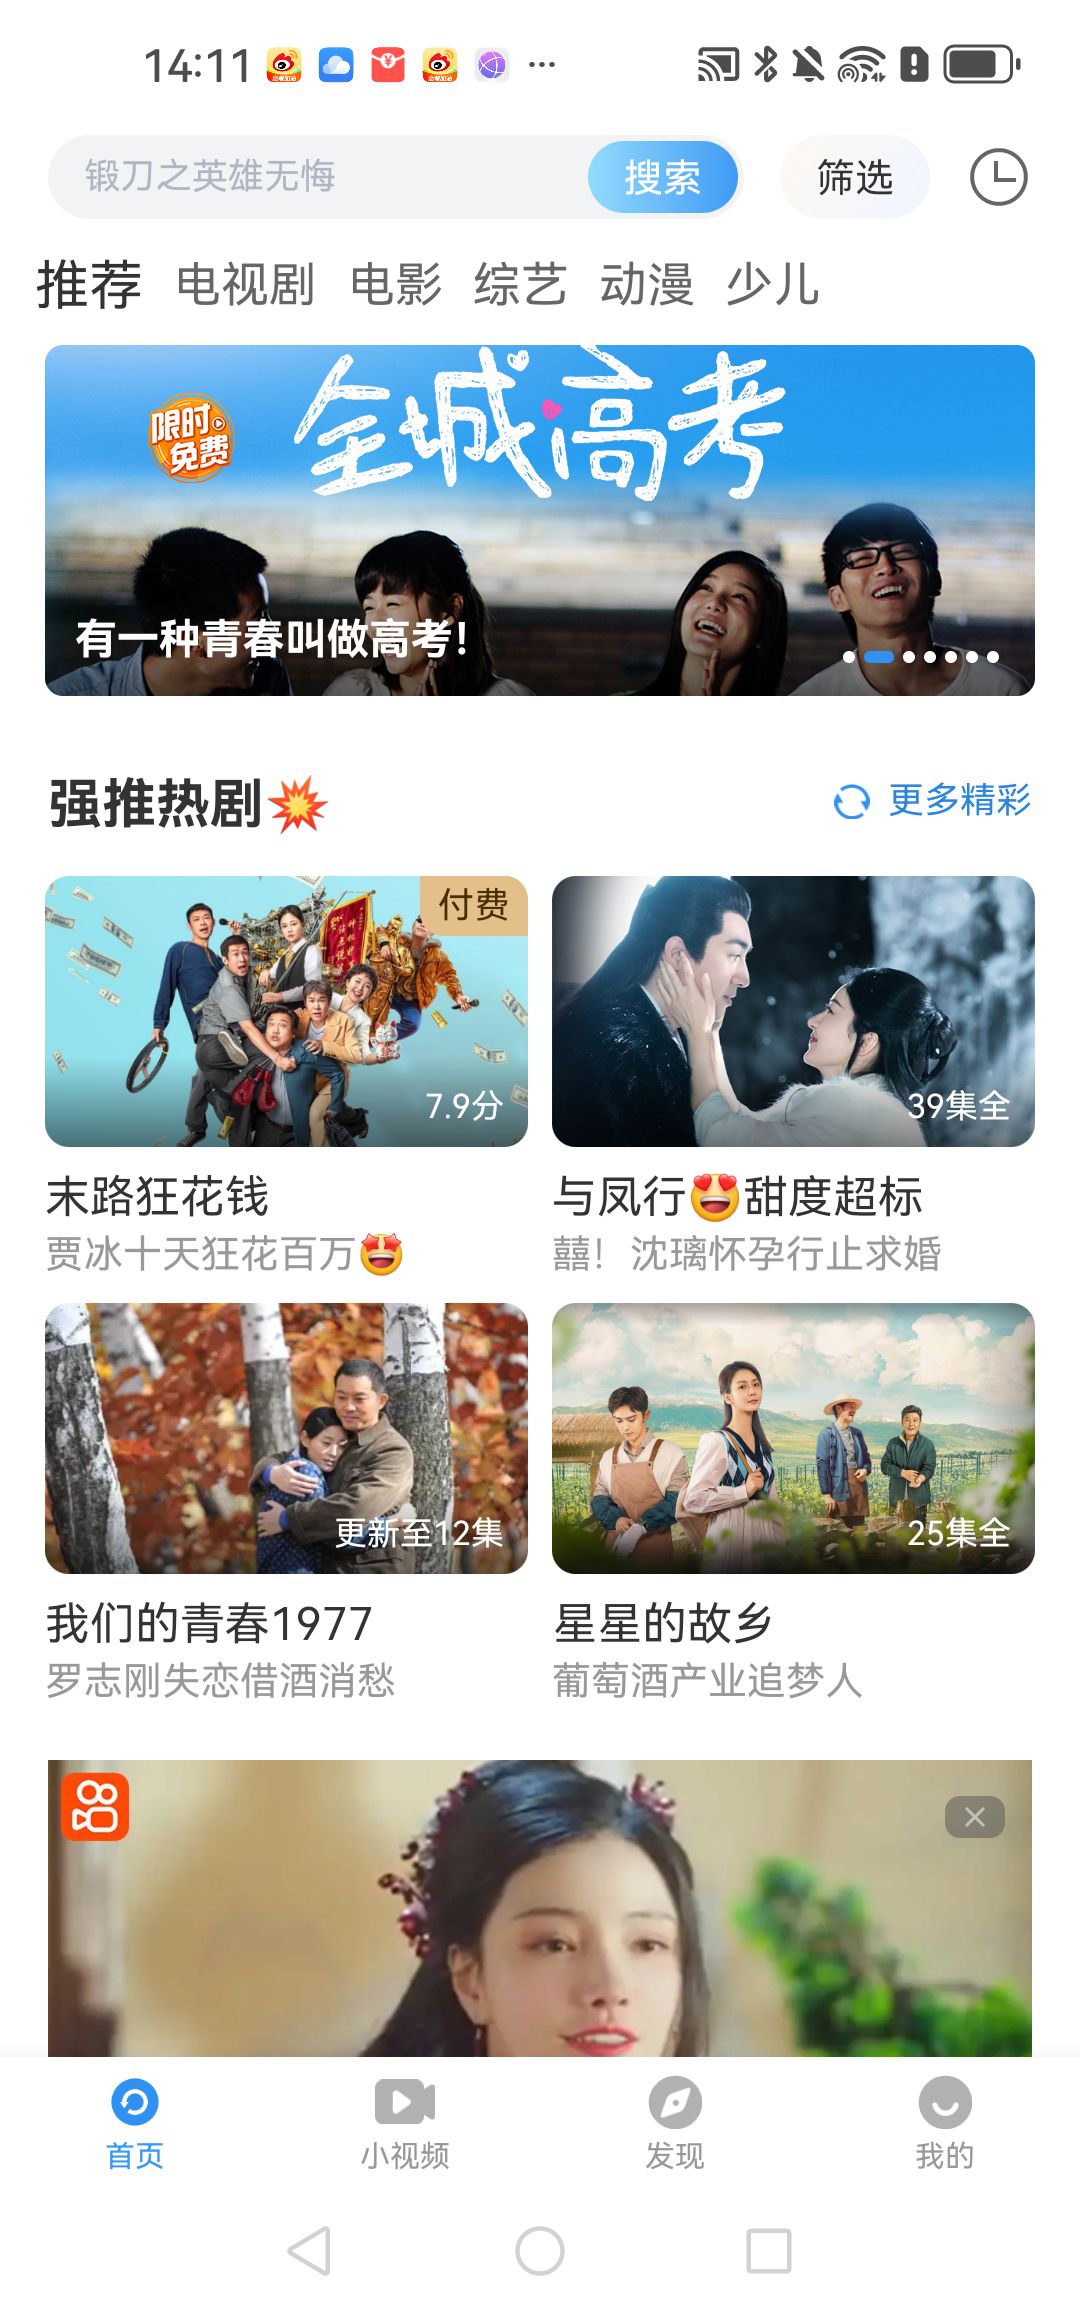 14:11
锻刀之英雄无悔 搜索 筛选
推荐 电视剧 电影 综艺 动漫 少儿
全城高考
限时
免费
有一种青春叫做高考!
强推热剧💥 更多精彩
付费
7.9分
39集全
末路狂花钱
贾冰十天狂花百万🤩
与凤行😍甜度超标
囍！沈璃怀孕行止求婚
更新至12集
25集全
我们的青春1977
罗志刚失恋借酒消愁
星星的故乡
葡萄酒产业追梦人
首页 小视频 发现 我的